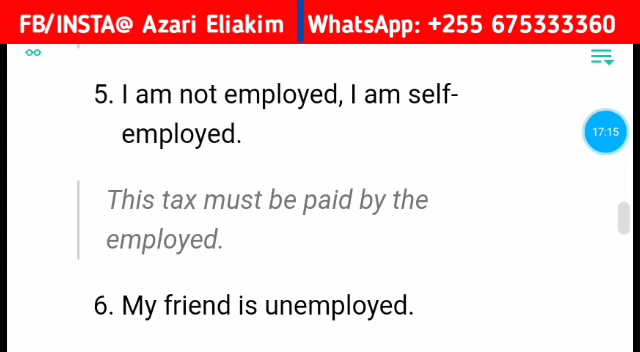 FB/INSTA@ Azari Eliakim WhatsApp: +255 675333360
5. I am not employed, I am self-
employed.
17:15
This tax must be paid by the
employed.
6. My friend is unemployed.